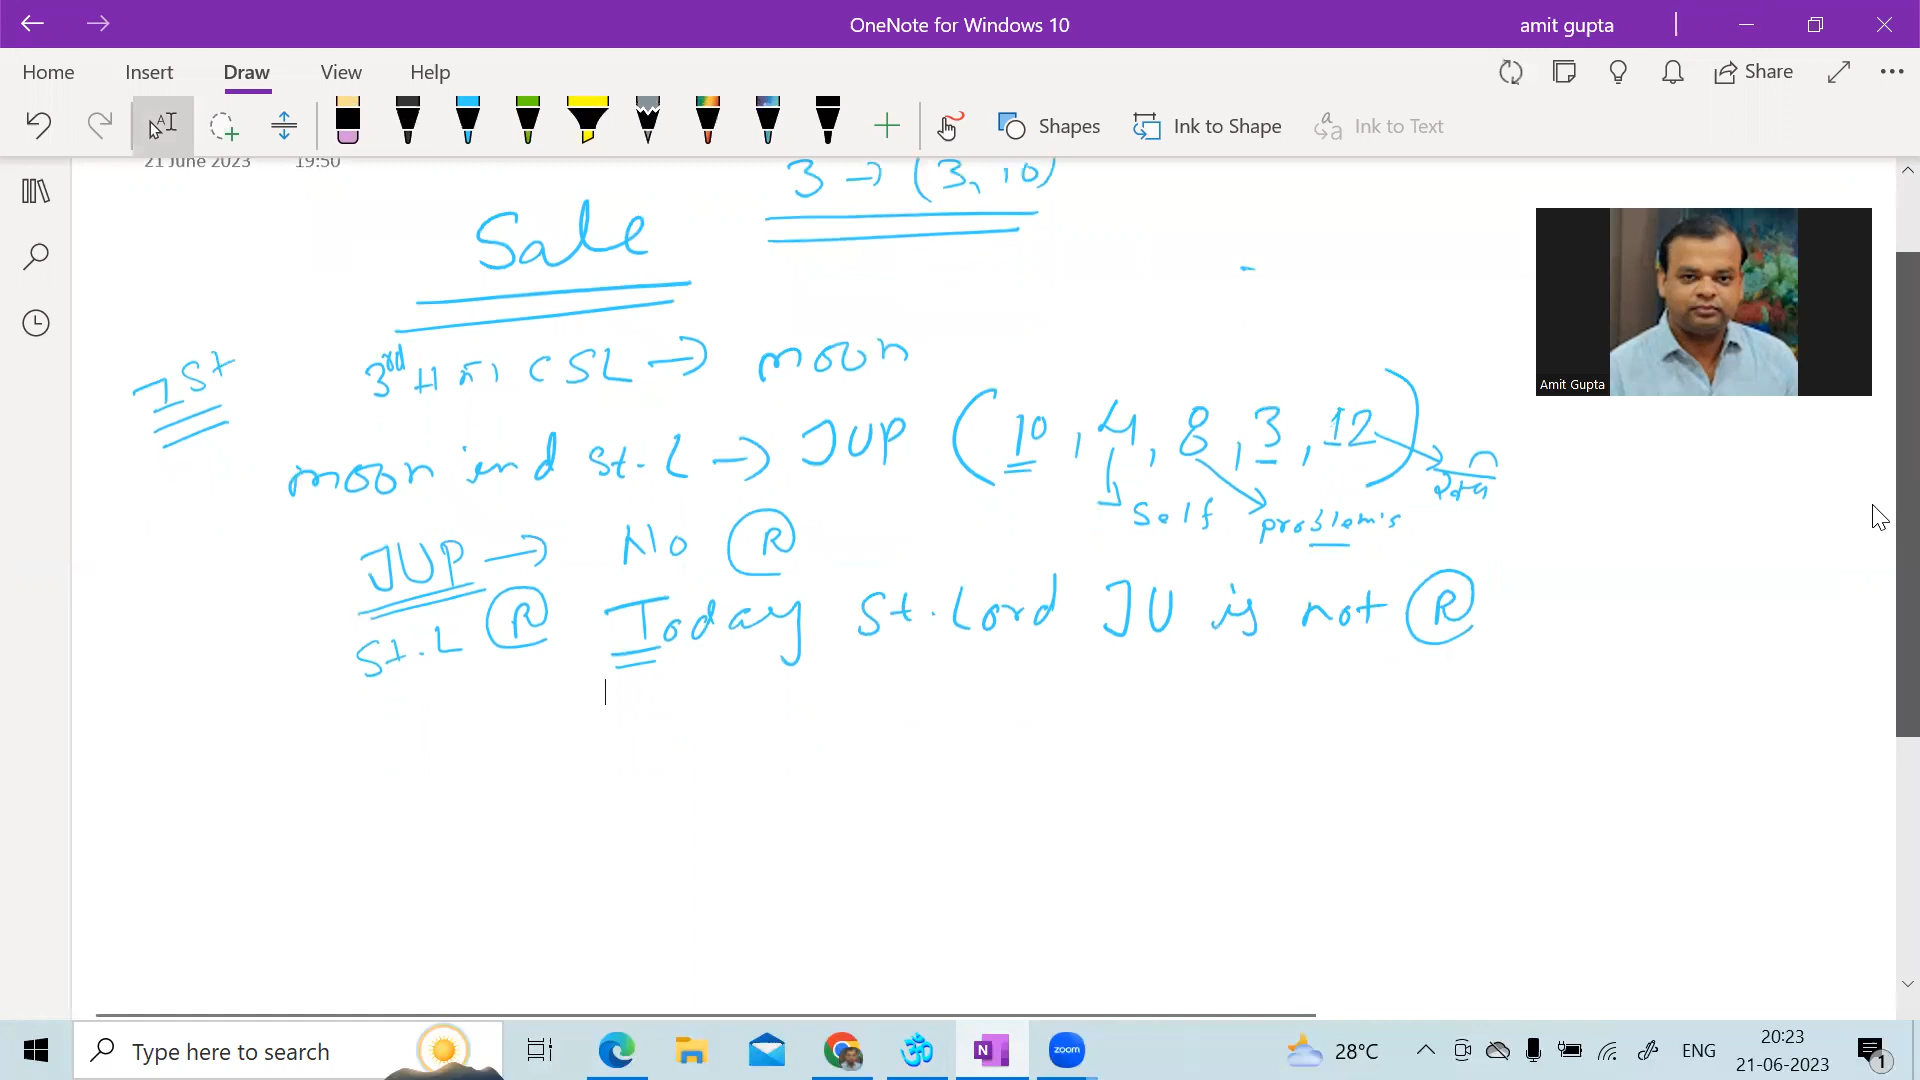 OneNote for Windows 10
amit gupta
Home Insert Draw View Help
Share
Shapes Ink to Shape Ink to Text
21 June 2023 19:50
3 → (3, 10)
Sale
1st
3rd H का CSL → moon
moon ind St. L → JUP (10, 4, 8, 3, 12)
Self
problem's
JUP → No R
St. L R Today St. Lord JU is not R
Amit Gupta
Type here to search
zoom
28°C
ENG
20:23
21-06-2023
1